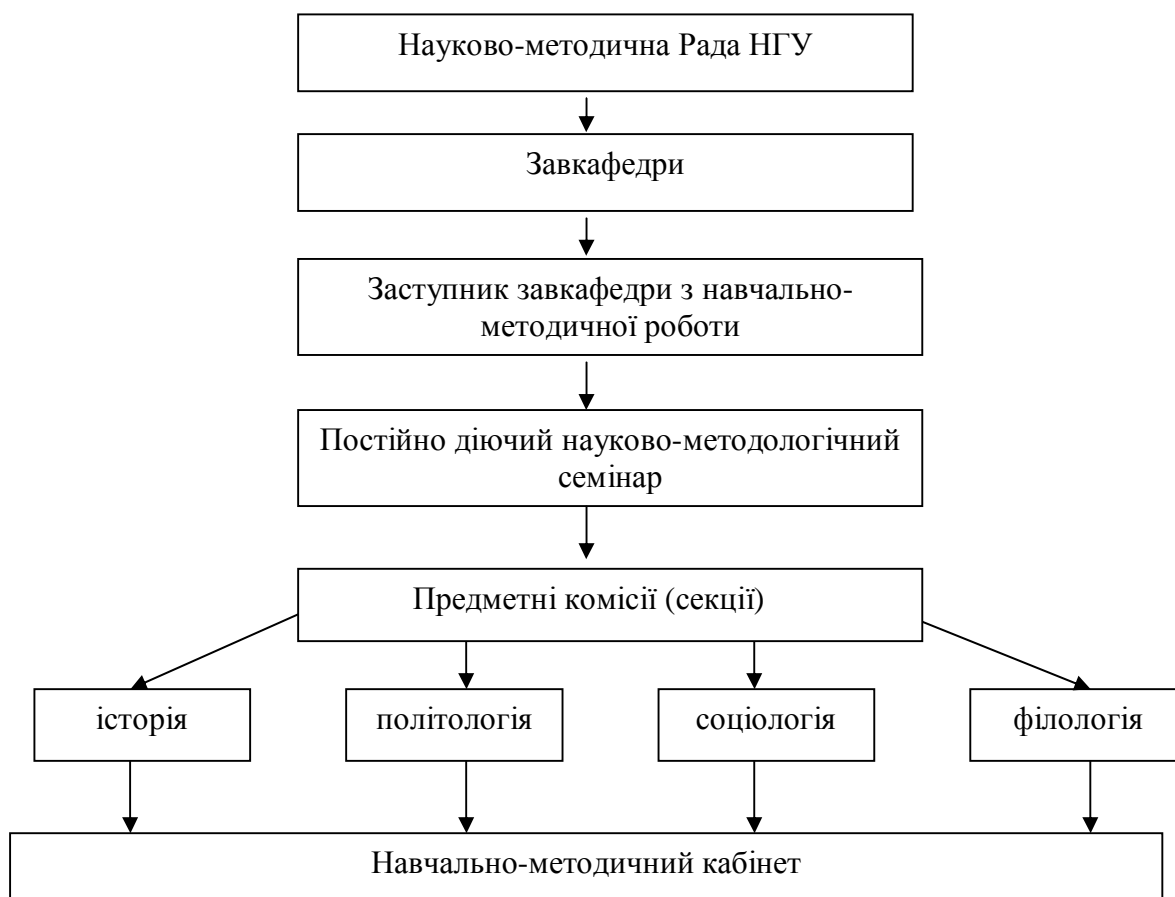 Науково-методична Рада НГУ
Завкафедри
Заступник завкафедри з навчально-
методичної роботи
Постійно діючий науково-методологічний
семінар
Предметні комісії (секції)
історія
політологія
соціологія
філологія
Навчально-методичний кабінет